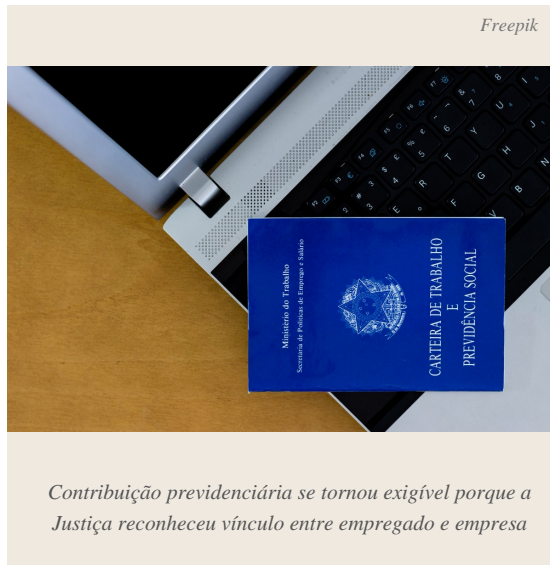 Freepik
Ministério do Trabalho
Secretaria de Políticas de Emprego e Salário
CARTEIRA DE TRABALHO
E
PREVIDÊNCIA SOCIAL
Contribuição previdenciária se tornou exigível porque a
Justiça reconheceu vínculo entre empregado e empresa